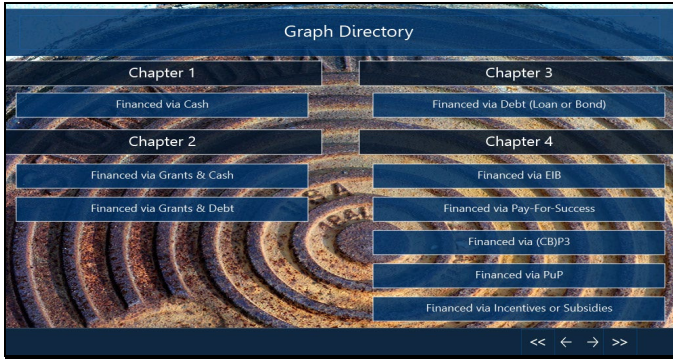 Graph Directory
Chapter 1
Financed via Cash
Chapter 2
Financed via Grants & Cash
Financed via Grants & Debt
Chapter 3
Financed via Debt (Loan or Bond)
Chapter 4
Financed via EIB
Financed via Pay-For-Success
Financed via (CB)P3
Financed via PuP
Financed via Incentives or Subsidies
<< ← → >>